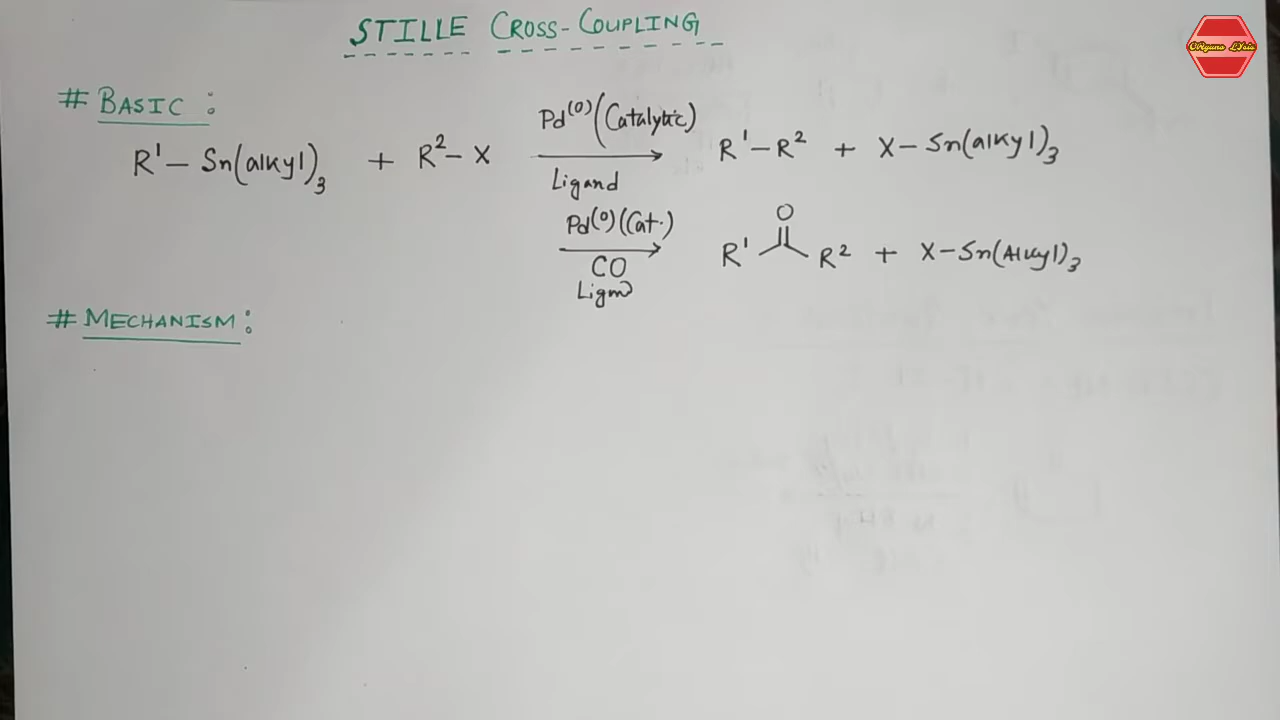 STILLE CROSS-COUPLING
# BASIC :
R¹ – Sn(alkyl)₃ + R² – X Pd⁽⁰⁾(Catalytic) Ligand R¹–R² + X–Sn(alkyl)₃
Pd⁽⁰⁾(Cat.) CO R¹ O R² + X–Sn(Alkyl)₃
# MECHANISM :